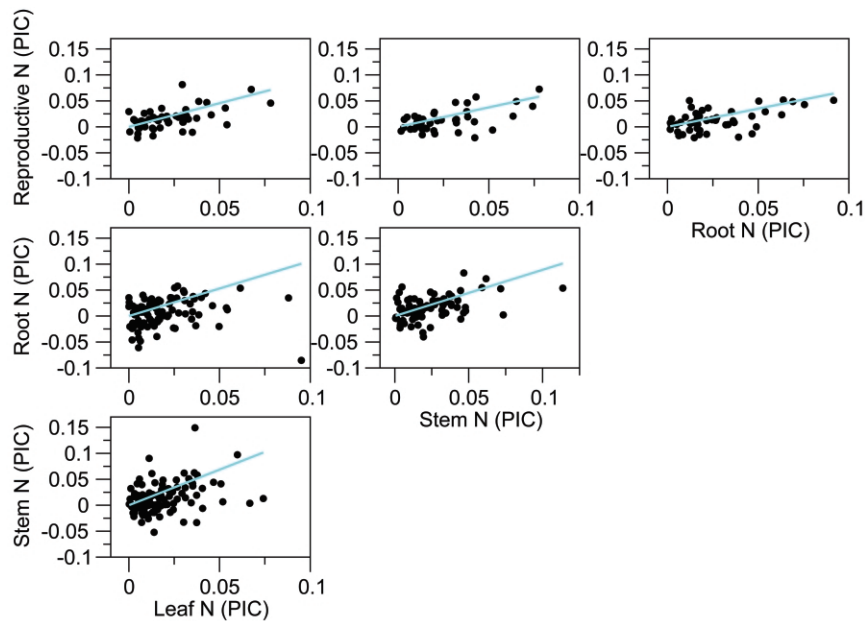 Reproductive N (PIC)
0.15 0.15 0.15
0.1 0.1 0.1
0.05 0.05 0.05
0 0 0
-0.05 -0.05 -0.05
-0.1 -0.1 -0.1
0 0.05 0.1 0 0.05 0.1 0 0.05 0.1
Root N (PIC)
Root N (PIC)
0.15 0.15
0.1 0.1
0.05 0.05
0 0
-0.05 -0.05
-0.1 -0.1
0 0.05 0.1 0 0.05 0.1
Stem N (PIC)
Stem N (PIC)
0.15
0.1
0.05
0
-0.05
-0.1
0 0.05 0.1
Leaf N (PIC)